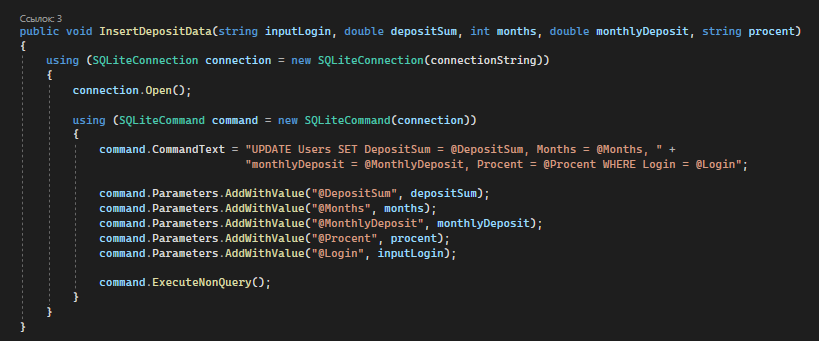 Ссылок: 3
public void InsertDepositData(string inputLogin, double depositSum, int months, double monthlyDeposit, string procent)
{
using (SQLiteConnection connection = new SQLiteConnection(connectionString))
{
connection.Open();
using (SQLiteCommand command = new SQLiteCommand(connection))
{
command.CommandText = "UPDATE Users SET DepositSum = @DepositSum, Months = @Months, " +
"monthlyDeposit = @MonthlyDeposit, Procent = @Procent WHERE Login = @Login";
command.Parameters.AddWithValue("@DepositSum", depositSum);
command.Parameters.AddWithValue("@Months", months);
command.Parameters.AddWithValue("@MonthlyDeposit", monthlyDeposit);
command.Parameters.AddWithValue("@Procent", procent);
command.Parameters.AddWithValue("@Login", inputLogin);
command.ExecuteNonQuery();
}
}
}